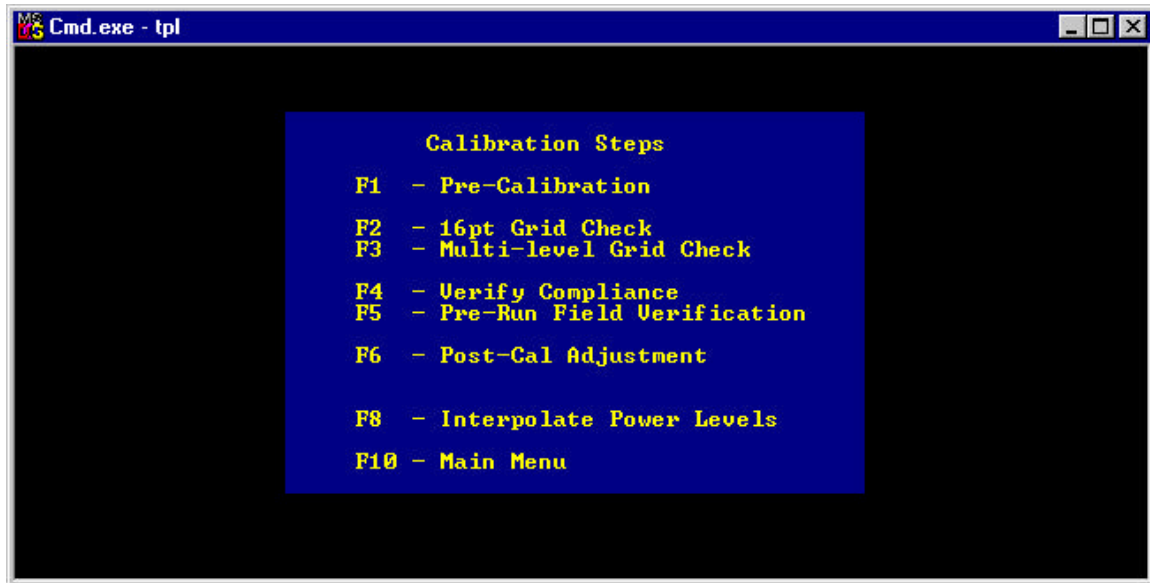 Cmd.exe - tpl
Calibration Steps
F1 - Pre-Calibration
F2 - 16pt Grid Check
F3 - Multi-level Grid Check
F4 - Verify Compliance
F5 - Pre-Run Field Verification
F6 - Post-Cal Adjustment
F8 - Interpolate Power Levels
F10 - Main Menu